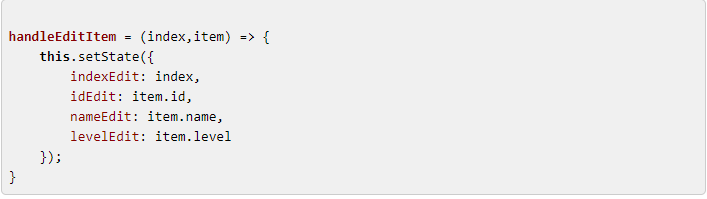 handleEditItem = (index,item) => {
    this.setState({
        indexEdit: index,
        idEdit: item.id,
        nameEdit: item.name,
        levelEdit: item.level
    });
}